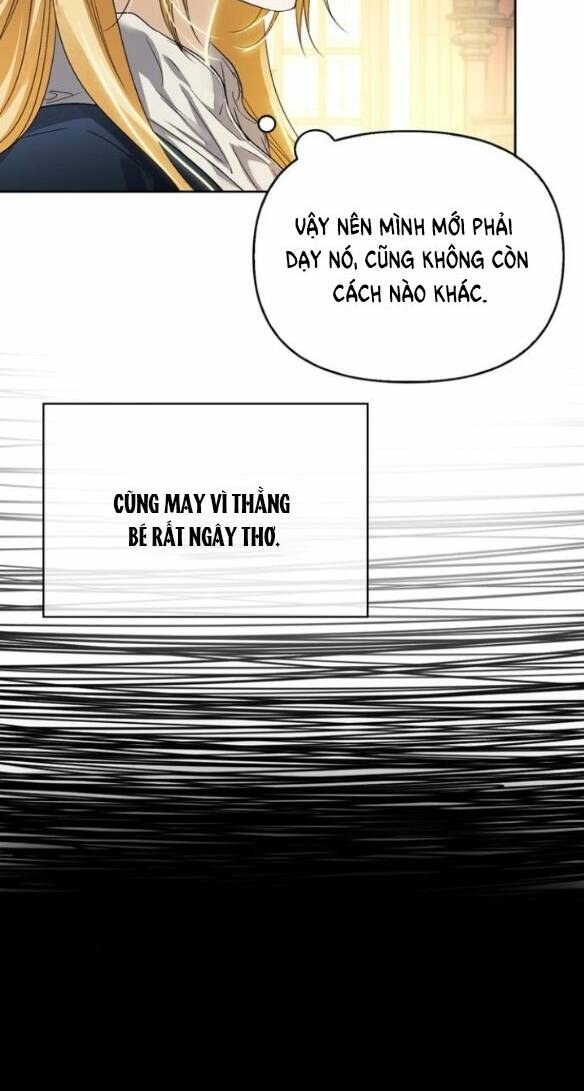 VẬY NÊN MÌNH MỚI PHẢI
DẠY NÓ, CŨNG KHÔNG CÒN
CÁCH NÀO KHÁC.
CŨNG MAY VÌ THẰNG
BÉ RẤT NGÂY THƠ.